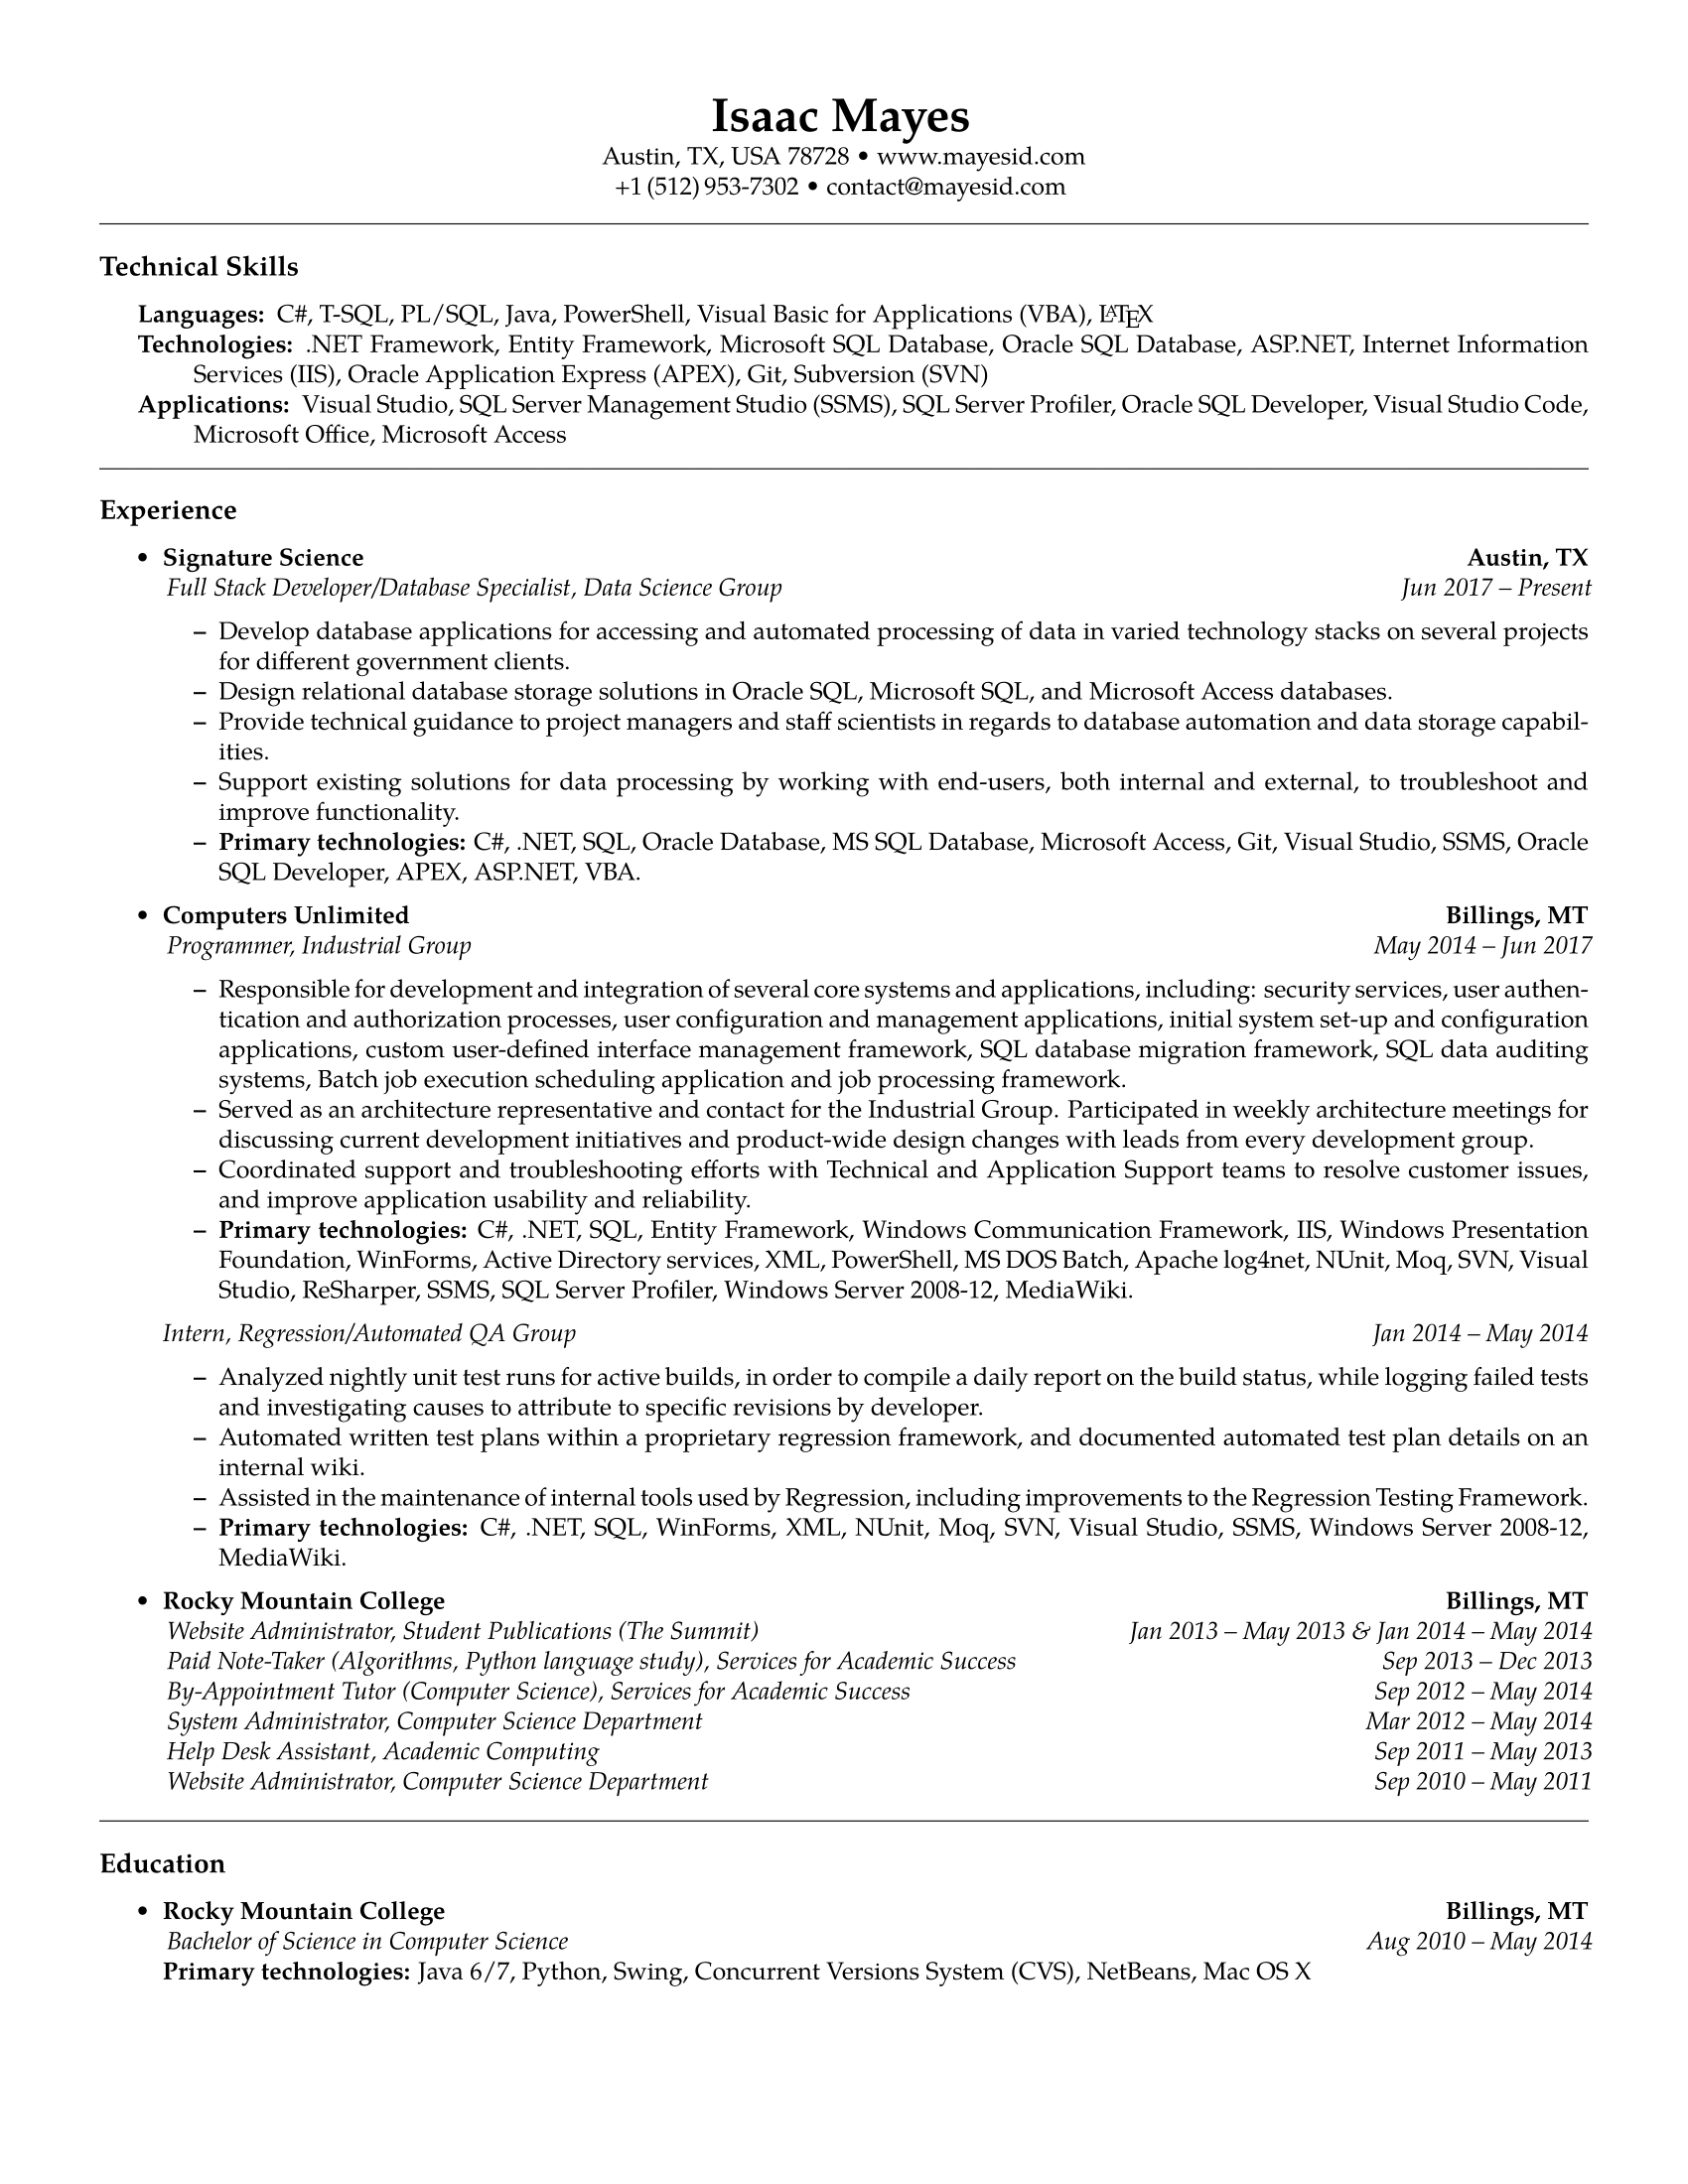 Isaac Mayes
Austin, TX, USA 78728 • www.mayesid.com
+1 (512) 953-7302 • contact@mayesid.com
Technical Skills
Languages: C#, T-SQL, PL/SQL, Java, PowerShell, Visual Basic for Applications (VBA), LATEX
Technologies: .NET Framework, Entity Framework, Microsoft SQL Database, Oracle SQL Database, ASP.NET, Internet Information
Services (IIS), Oracle Application Express (APEX), Git, Subversion (SVN)
Applications: Visual Studio, SQL Server Management Studio (SSMS), SQL Server Profiler, Oracle SQL Developer, Visual Studio Code,
Microsoft Office, Microsoft Access
Experience
• Signature Science Austin, TX
Full Stack Developer/Database Specialist, Data Science Group Jun 2017 – Present
– Develop database applications for accessing and automated processing of data in varied technology stacks on several projects
for different government clients.
– Design relational database storage solutions in Oracle SQL, Microsoft SQL, and Microsoft Access databases.
– Provide technical guidance to project managers and staff scientists in regards to database automation and data storage capabil-
ities.
– Support existing solutions for data processing by working with end-users, both internal and external, to troubleshoot and
improve functionality.
– Primary technologies: C#, .NET, SQL, Oracle Database, MS SQL Database, Microsoft Access, Git, Visual Studio, SSMS, Oracle
SQL Developer, APEX, ASP.NET, VBA.
• Computers Unlimited Billings, MT
Programmer, Industrial Group May 2014 – Jun 2017
– Responsible for development and integration of several core systems and applications, including: security services, user authen-
tication and authorization processes, user configuration and management applications, initial system set-up and configuration
applications, custom user-defined interface management framework, SQL database migration framework, SQL data auditing
systems, Batch job execution scheduling application and job processing framework.
– Served as an architecture representative and contact for the Industrial Group. Participated in weekly architecture meetings for
discussing current development initiatives and product-wide design changes with leads from every development group.
– Coordinated support and troubleshooting efforts with Technical and Application Support teams to resolve customer issues,
and improve application usability and reliability.
– Primary technologies: C#, .NET, SQL, Entity Framework, Windows Communication Framework, IIS, Windows Presentation
Foundation, WinForms, Active Directory services, XML, PowerShell, MS DOS Batch, Apache log4net, NUnit, Moq, SVN, Visual
Studio, ReSharper, SSMS, SQL Server Profiler, Windows Server 2008-12, MediaWiki.
Intern, Regression/Automated QA Group Jan 2014 – May 2014
– Analyzed nightly unit test runs for active builds, in order to compile a daily report on the build status, while logging failed tests
and investigating causes to attribute to specific revisions by developer.
– Automated written test plans within a proprietary regression framework, and documented automated test plan details on an
internal wiki.
– Assisted in the maintenance of internal tools used by Regression, including improvements to the Regression Testing Framework.
– Primary technologies: C#, .NET, SQL, WinForms, XML, NUnit, Moq, SVN, Visual Studio, SSMS, Windows Server 2008-12,
MediaWiki.
• Rocky Mountain College Billings, MT
Website Administrator, Student Publications (The Summit) Jan 2013 – May 2013 & Jan 2014 – May 2014
Paid Note-Taker (Algorithms, Python language study), Services for Academic Success Sep 2013 – Dec 2013
By-Appointment Tutor (Computer Science), Services for Academic Success Sep 2012 – May 2014
System Administrator, Computer Science Department Mar 2012 – May 2014
Help Desk Assistant, Academic Computing Sep 2011 – May 2013
Website Administrator, Computer Science Department Sep 2010 – May 2011
Education
• Rocky Mountain College Billings, MT
Bachelor of Science in Computer Science Aug 2010 – May 2014
Primary technologies: Java 6/7, Python, Swing, Concurrent Versions System (CVS), NetBeans, Mac OS X